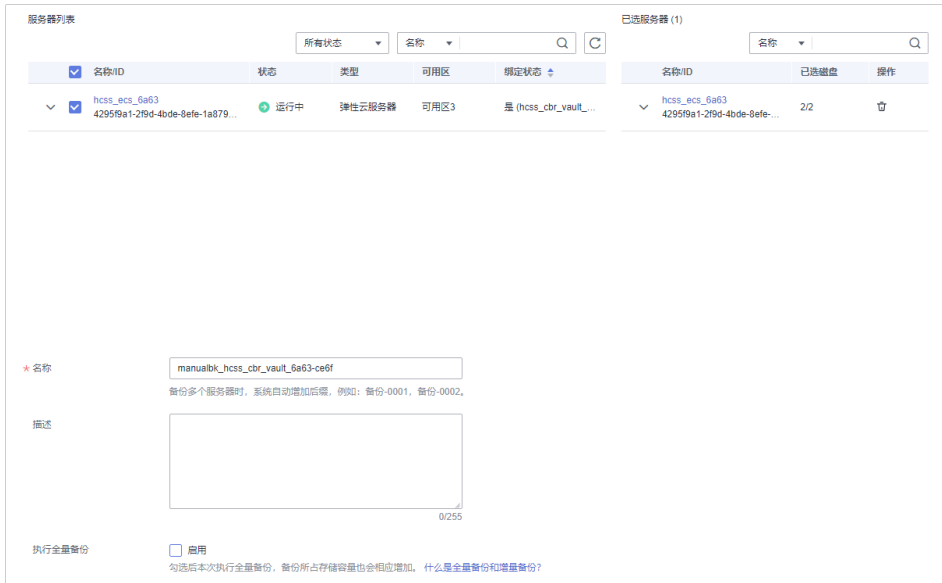 服务器列表
已选服务器 (1)
所有状态
名称
名称
名称/ID
状态
类型
可用区
绑定状态
名称/ID
已选磁盘
操作
hcss_ecs_6a63
4295f9a1-2f9d-4bde-8efe-1a879...
运行中
弹性云服务器
可用区3
是 (hcss_cbr_vault_...
hcss_ecs_6a63
4295f9a1-2f9d-4bde-8efe-...
2/2
* 名称
manualbk_hcss_cbr_vault_6a63-ce6f
备份多个服务器时，系统自动增加后缀，例如：备份-0001，备份-0002。
描述
0/255
执行全量备份
启用
勾选后本次执行全量备份，备份所占存储容量也会相应增加。 什么是全量备份和增量备份?